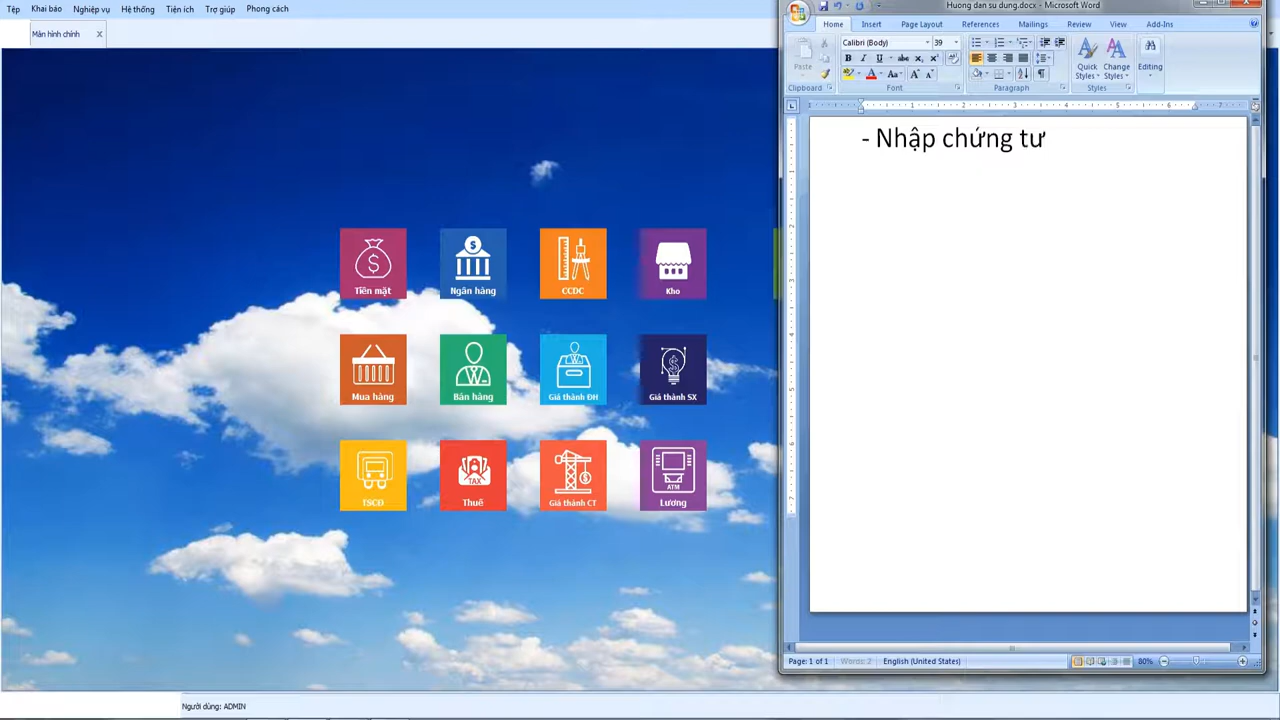 Tệp Khai báo Nghiệp vụ Hệ thống Tiện ích Trợ giúp Phong cách
Màn hình chính
Tiền mặt
Ngân hàng
CCDC
Kho
Mua hàng
Bán hàng
Giá thành ĐH
Giá thành SX
TSCĐ
Thuế
TAX
Giá thành CT
Lương
ATM
Người dùng: ADMIN
Huong dan su dung.docx - Microsoft Word
Home Insert Page Layout References Mailings Review View Add-Ins
Calibri (Body) 39
Paste
Quick Styles
Change Styles
Editing
Clipboard Font Paragraph Styles
- Nhập chứng tư
Page: 1 of 1 Words: 2 English (United States) 80%